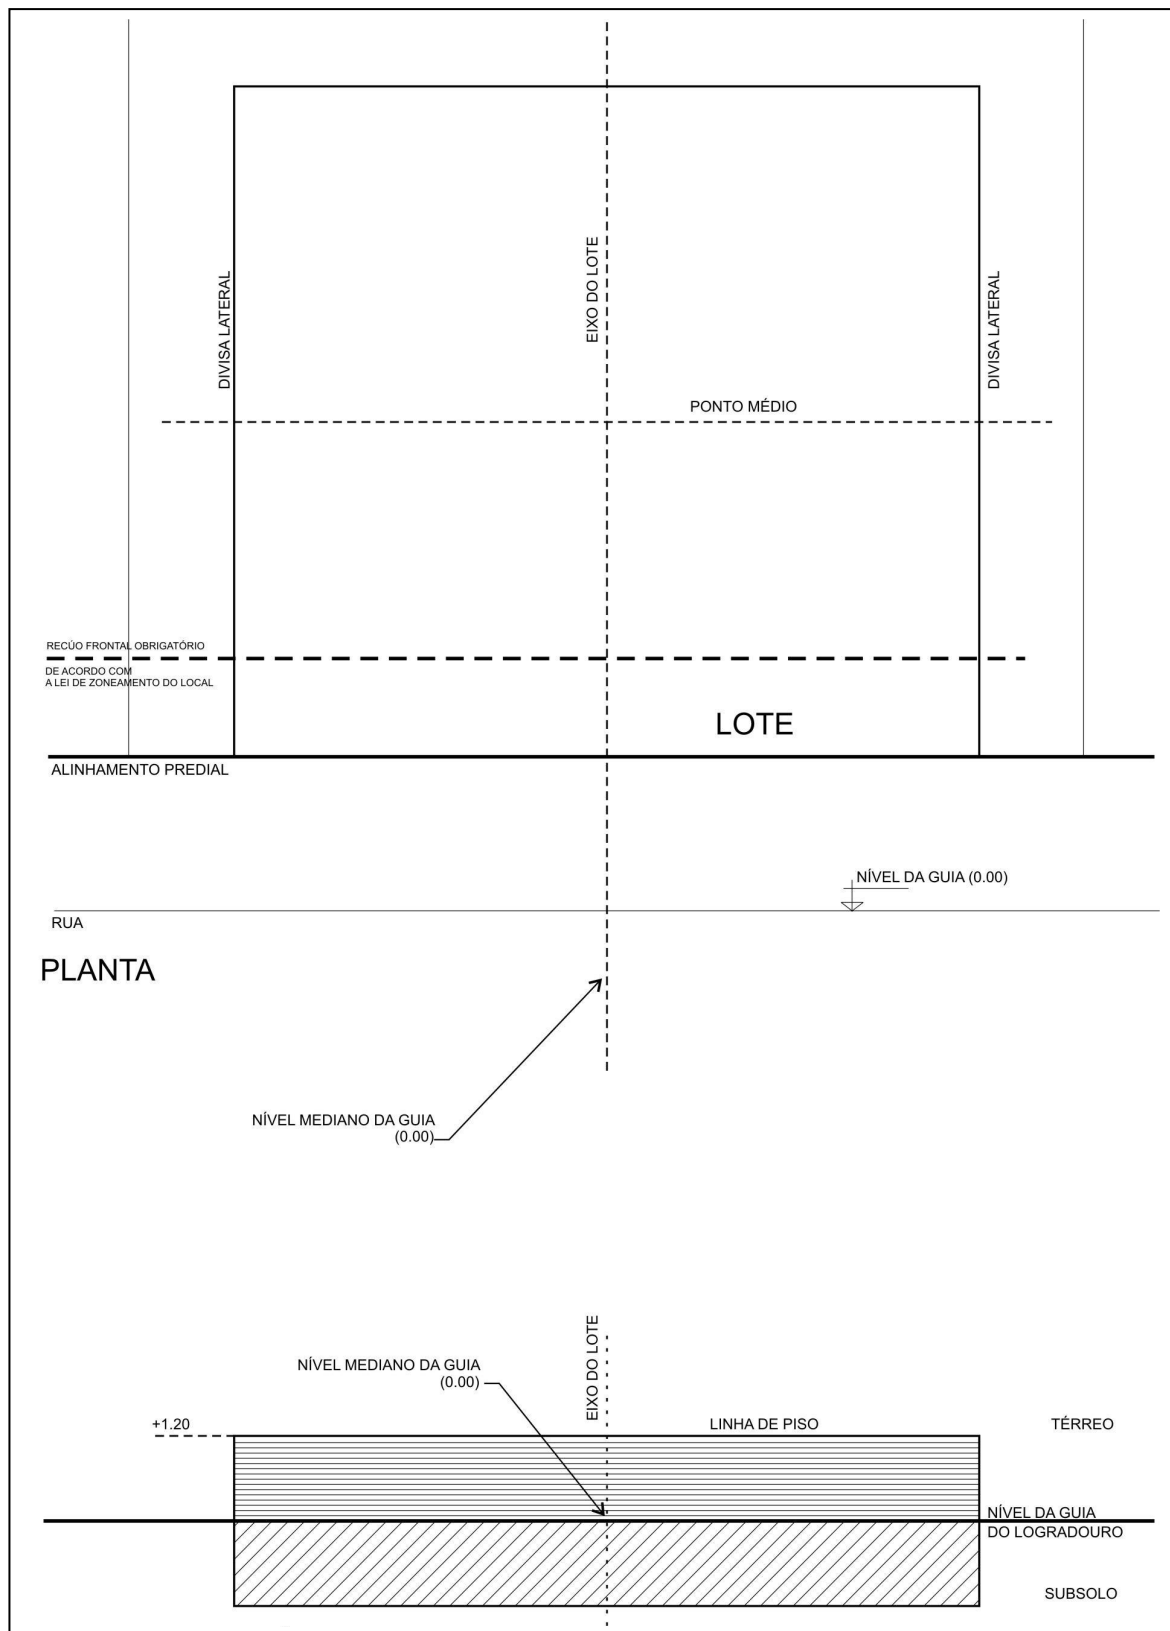 EIXO DO LOTE
DIVISA LATERAL
DIVISA LATERAL
PONTO MÉDIO
RECÚO FRONTAL OBRIGATÓRIO
DE ACORDO COM
A LEI DE ZONEAMENTO DO LOCAL
LOTE
ALINHAMENTO PREDIAL
NÍVEL DA GUIA (0.00)
RUA
PLANTA
NÍVEL MEDIANO DA GUIA
(0.00)
EIXO DO LOTE
NÍVEL MEDIANO DA GUIA
(0.00)
+1.20
LINHA DE PISO
TÉRREO
NÍVEL DA GUIA
DO LOGRADOURO
SUBSOLO